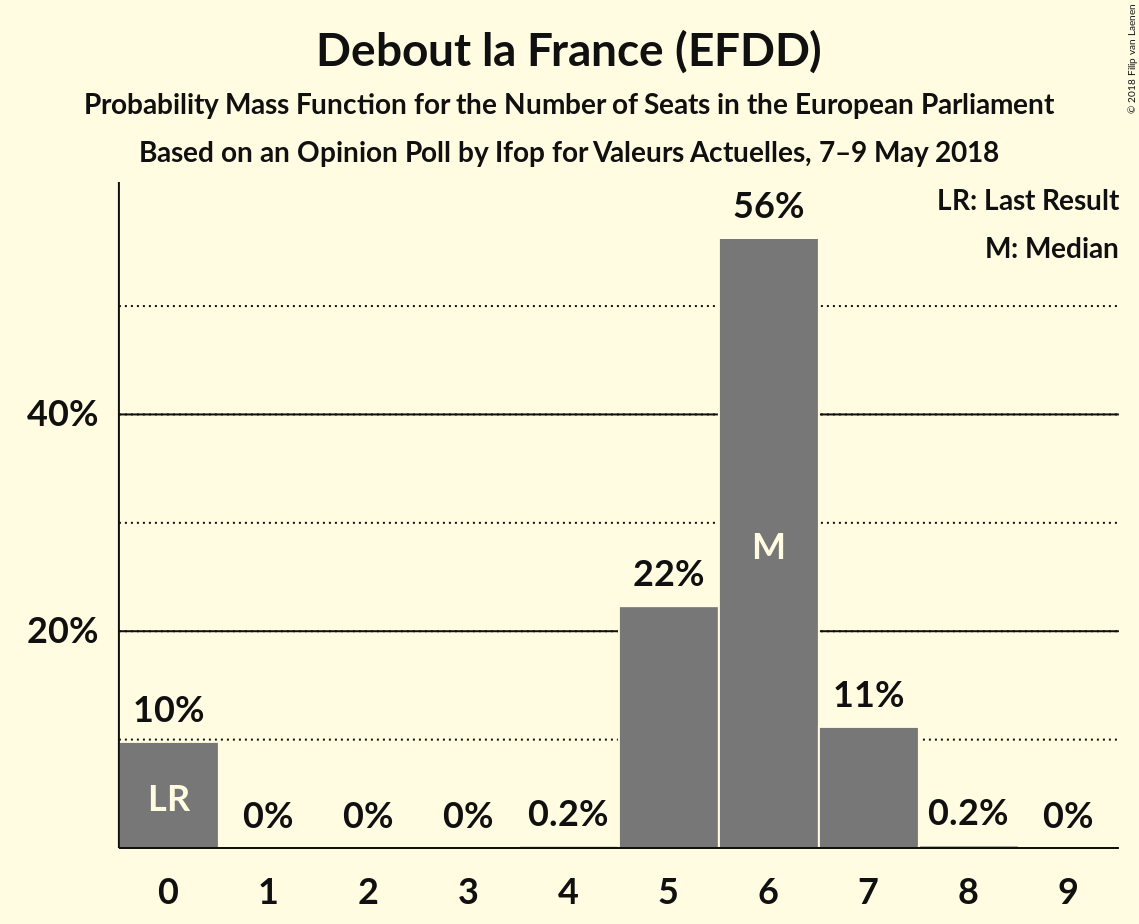 Debout la France (EFDD)
Probability Mass Function for the Number of Seats in the European Parliament
Based on an Opinion Poll by Ifop for Valeurs Actuelles, 7–9 May 2018
© 2018 Filip van Laenen
LR: Last Result
M: Median
56%
40%
M
22%
20%
10%
11%
LR
0%
0%
0%
0.2%
0.2%
0%
0 1 2 3 4 5 6 7 8 9